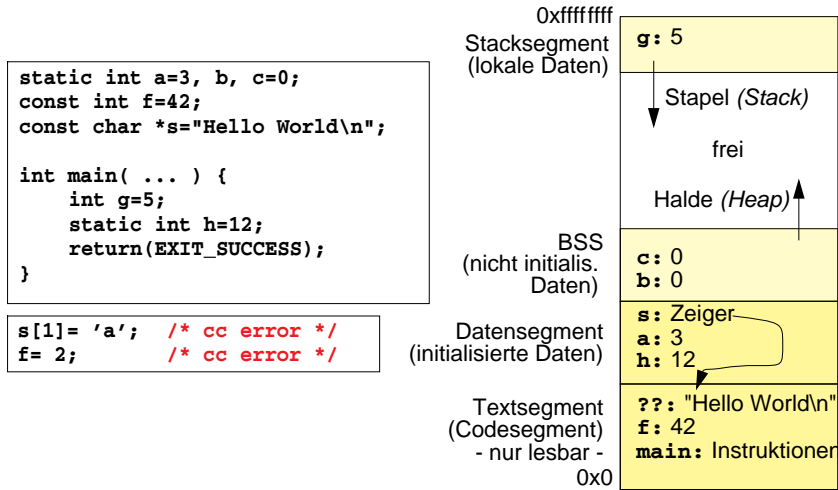 static int a=3, b, c=0;
const int f=42;
const char *s="Hello World\n";
int main( ... ) {
int g=5;
static int h=12;
return(EXIT_SUCCESS);
}
s[1]= ’a’; /* cc error */
f= 2; /* cc error */
0xffffffff
Stacksegment
(lokale Daten)
g: 5
Stapel (Stack)
frei
Halde (Heap)
BSS
(nicht initialis.
Daten)
c: 0
b: 0
Datensegment
(initialisierte Daten)
s: Zeiger
a: 3
h: 12
Textsegment
(Codesegment)
- nur lesbar -
0x0
??: "Hello World\n"
f: 42
main: Instruktionen